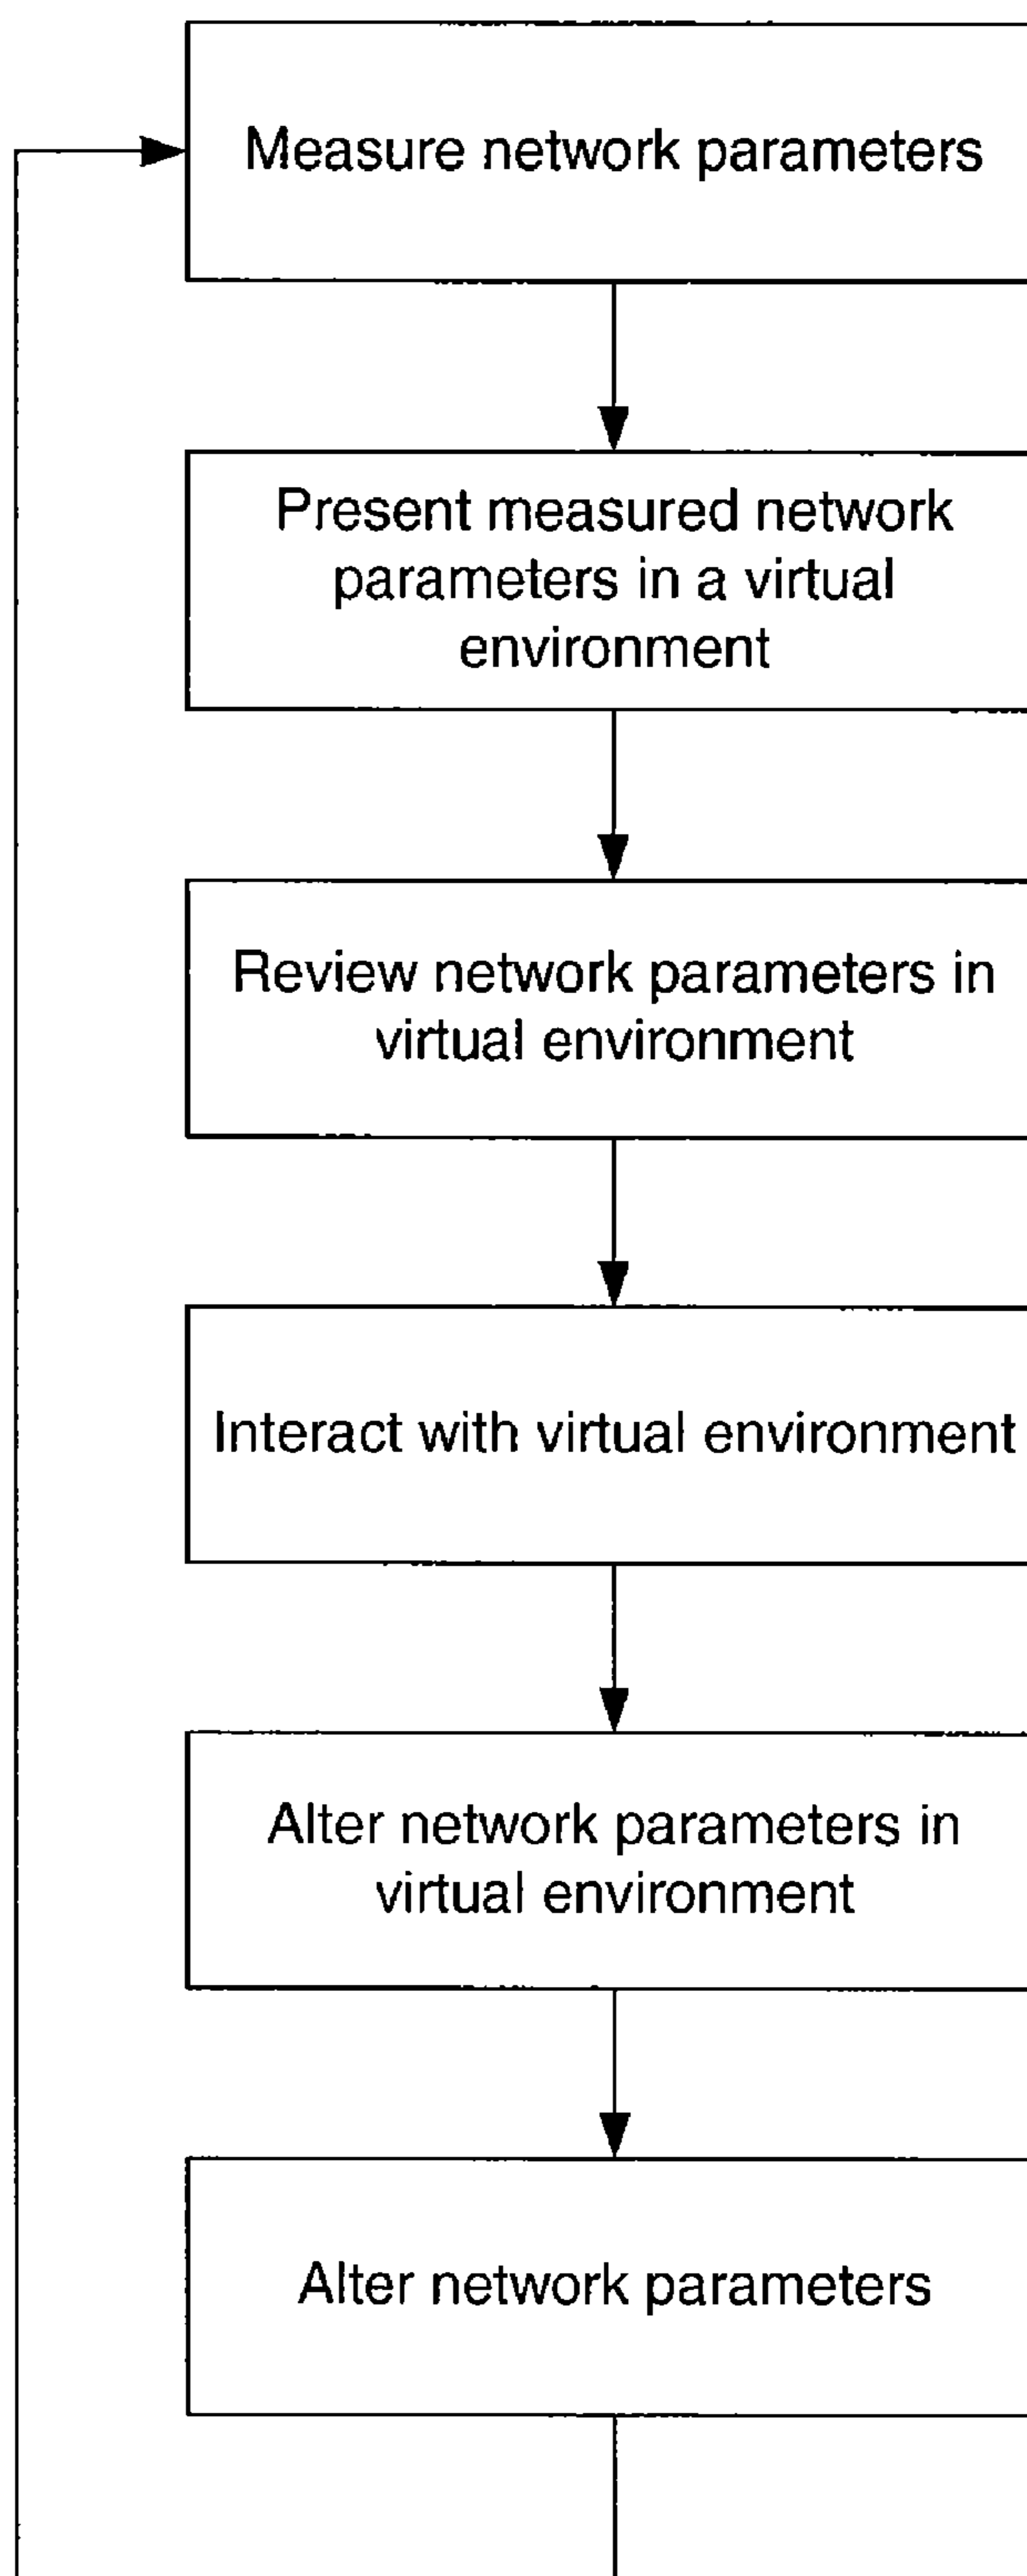 Measure network parameters
Present measured network
parameters in a virtual
environment
Review network parameters in
virtual environment
Interact with virtual environment
Alter network parameters in
virtual environment
Alter network parameters